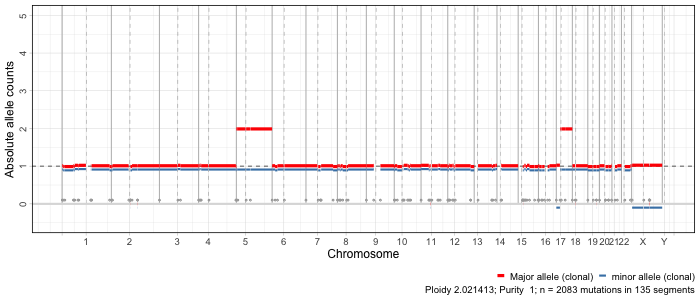 Absolute allele counts
5
4
3
2
1
0
1 2 3 4 5 6 7 8 9 10 11 12 13 14 15 16 17 18 19 20 21 22 X Y
Chromosome
Major allele (clonal) minor allele (clonal)
Ploidy 2.021413; Purity 1; n = 2083 mutations in 135 segments